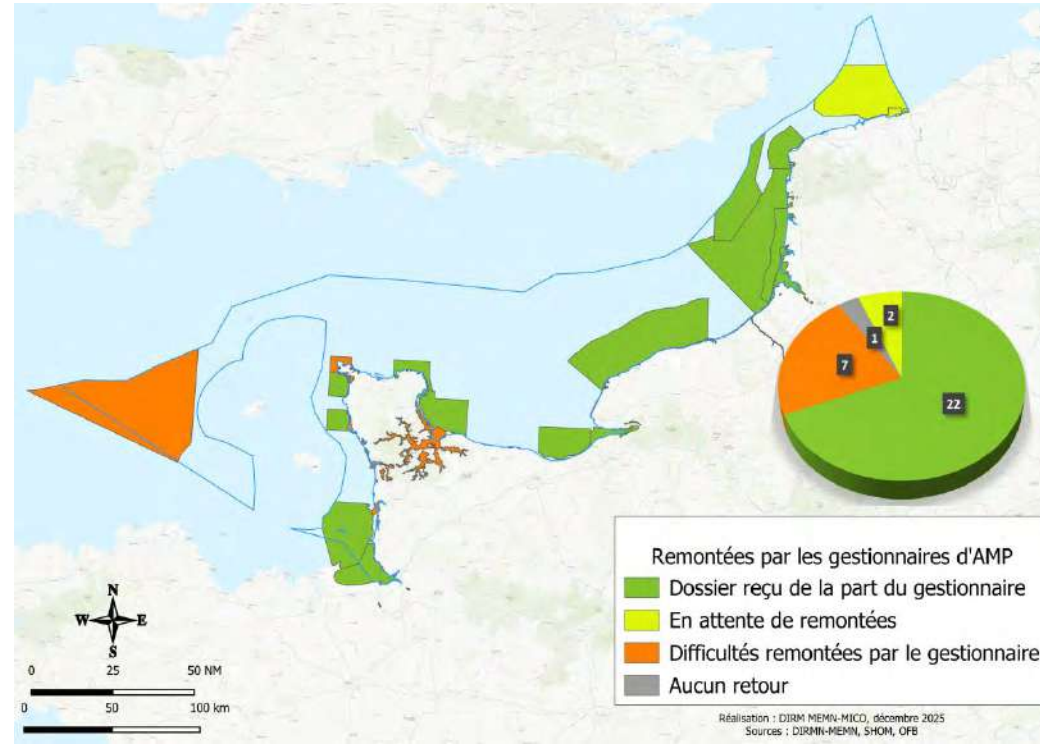 2
1
7
22
Remontées par les gestionnaires d'AMP
Dossier reçu de la part du gestionnaire
En attente de remontées
Difficultés remontées par le gestionnaire
Aucun retour
N
W E
S
0 25 50 NM
0 50 100 km
Réalisation : DIRM MEMN-MICO, décembre 2025
Sources : DIRMN-MEMN, SHOM, OFB